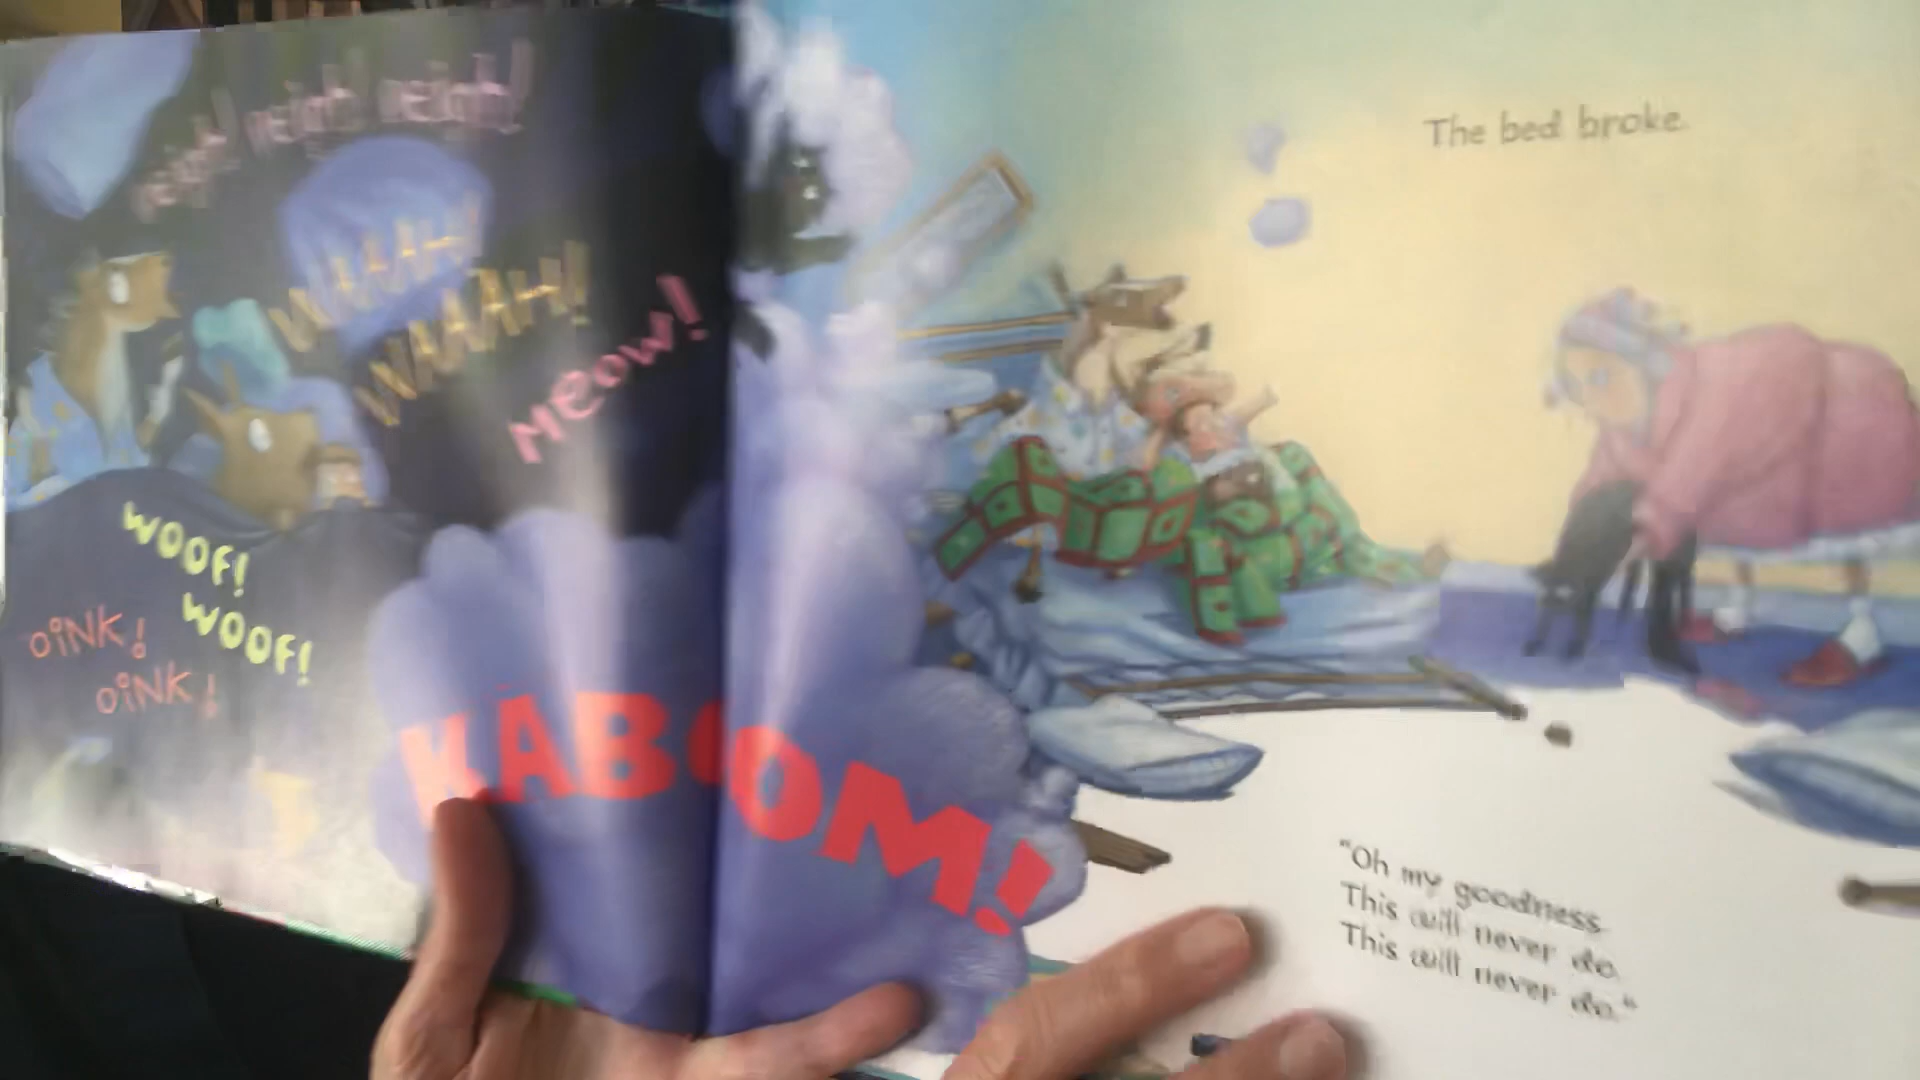 neigh! neigh! neigh!
WAAAH!
WAAAH!
MEOW!
WOOF!
WOOF!
OiNK!
OiNK!
KABOOM!
The bed broke.
"Oh my goodness.
This will never do.
This will never do."